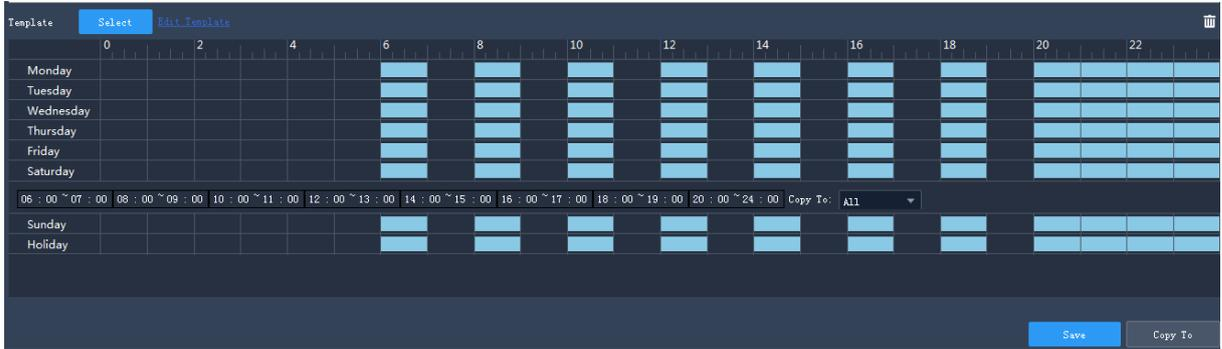 Template Select Edit Template
0 2 4 6 8 10 12 14 16 18 20 22
Monday
Tuesday
Wednesday
Thursday
Friday
Saturday
06 : 00 ~ 07 : 00 08 : 00 ~ 09 : 00 10 : 00 ~ 11 : 00 12 : 00 ~ 13 : 00 14 : 00 ~ 15 : 00 16 : 00 ~ 17 : 00 18 : 00 ~ 19 : 00 20 : 00 ~ 24 : 00 Copy To: All
Sunday
Holiday
Save Copy To